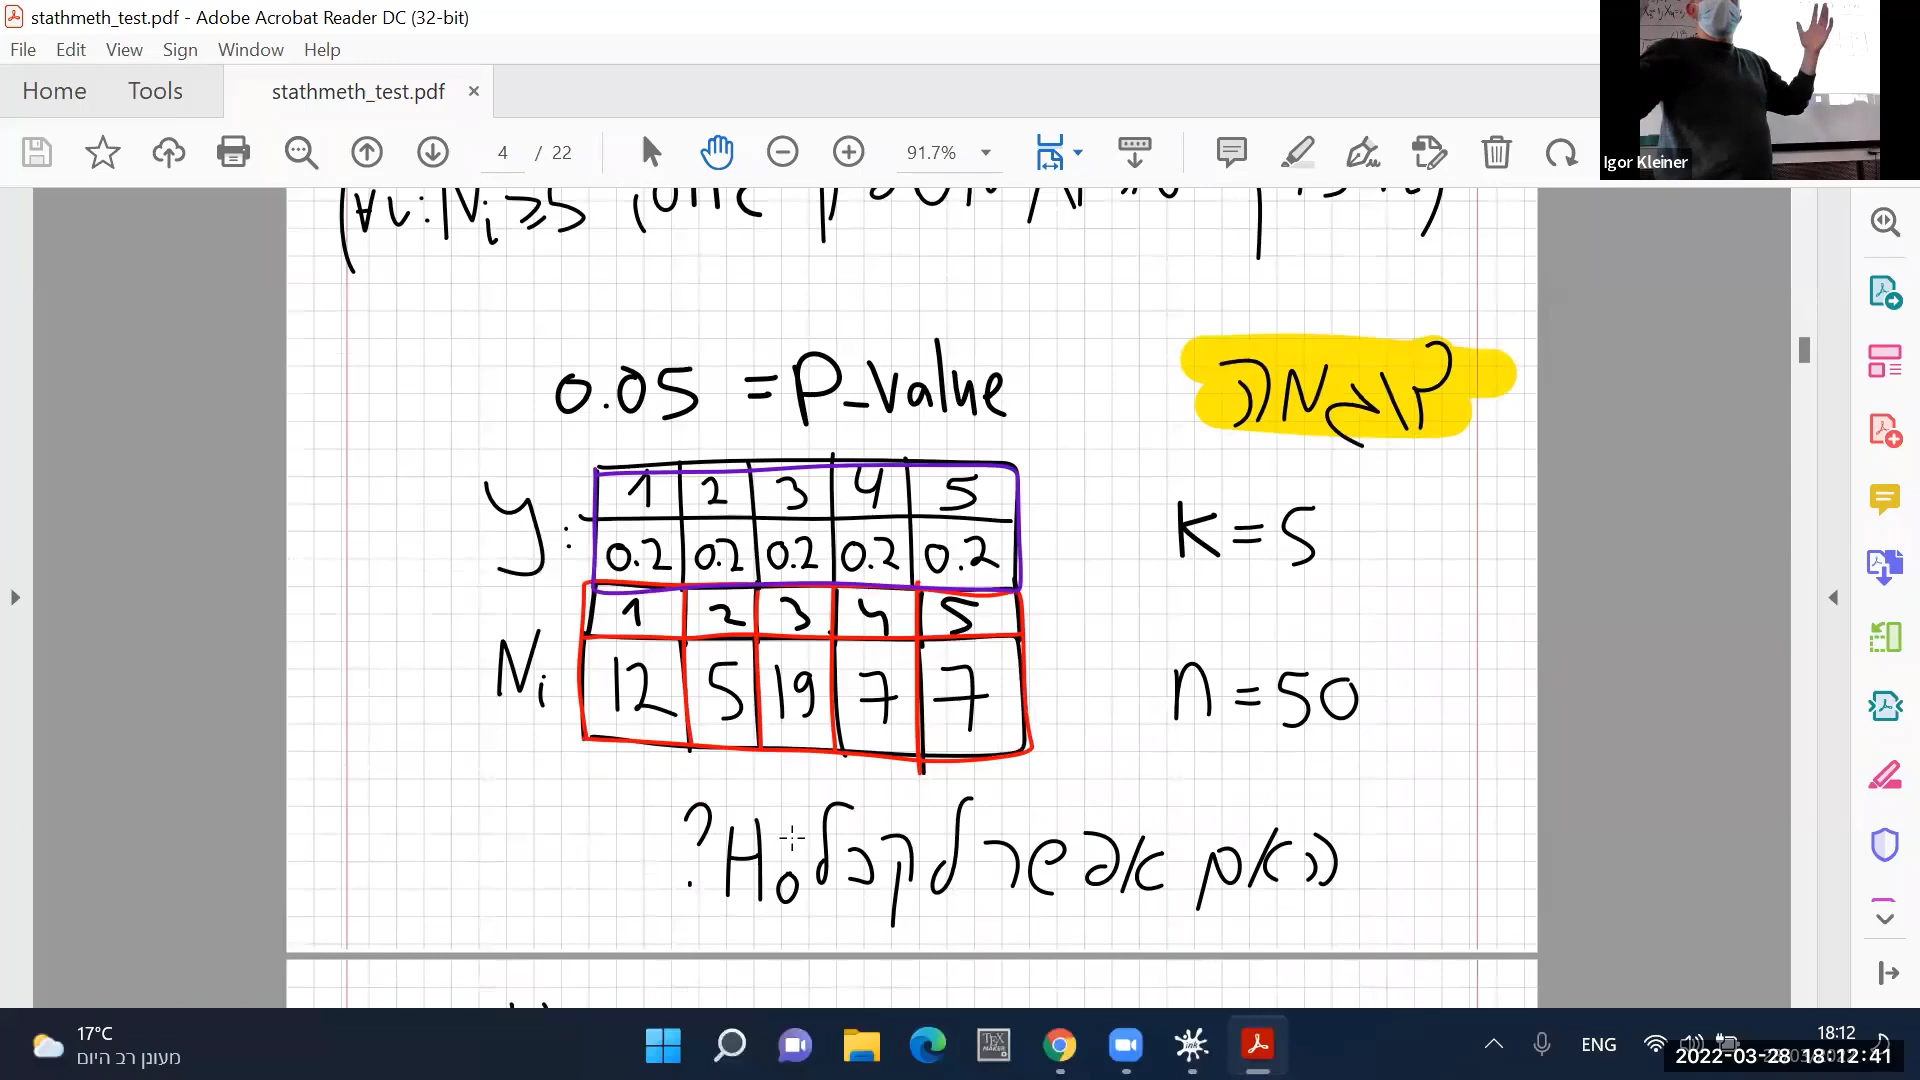 stathmeth_test.pdf - Adobe Acrobat Reader DC (32-bit)
File Edit View Sign Window Help
Home Tools stathmeth_test.pdf ×
4 / 22 91.7%
Igor Kleiner
∀i: Ni ≥ 5
0.05 = P_value דוגמה
y: 1 2 3 4 5
0.2 0.2 0.2 0.2 0.2
K = 5
1 2 3 4 5
Ni 12 5 19 7 7
n = 50
האם אפשר לקבל H0?
17°C
מעונן רב היום
ENG
18:12
2022-03-28 18:12:41